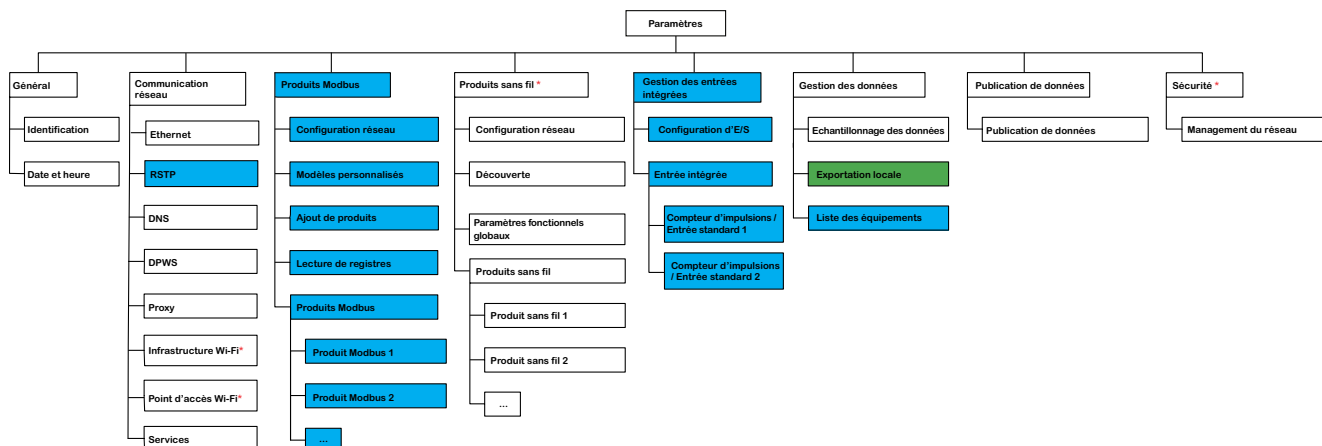 Paramètres
Général
Identification
Date et heure
Communication
réseau
Ethernet
RSTP
DNS
DPWS
Proxy
Infrastructure Wi-Fi*
Point d'accès Wi-Fi*
Services
Produits Modbus
Configuration réseau
Modèles personnalisés
Ajout de produits
Lecture de registres
Produits Modbus
Produit Modbus 1
Produit Modbus 2
...
Produits sans fil *
Configuration réseau
Découverte
Paramètres fonctionnels
globaux
Produits sans fil
Produit sans fil 1
Produit sans fil 2
...
Gestion des entrées
intégrées
Configuration d'E/S
Entrée intégrée
Compteur d'impulsions /
Entrée standard 1
Compteur d'impulsions
/ Entrée standard 2
Gestion des données
Echantillonnage des données
Exportation locale
Liste des équipements
Publication de données
Publication de données
Sécurité *
Management du réseau